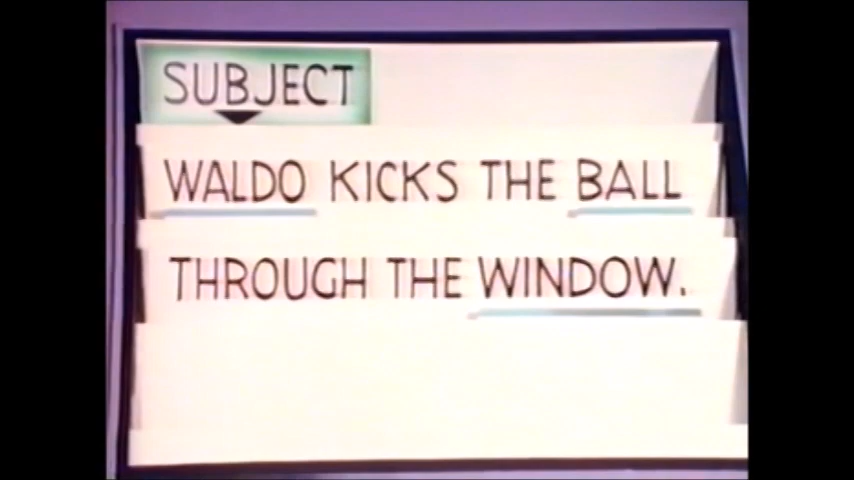 SUBJECT
WALDO KICKS THE BALL
THROUGH THE WINDOW.